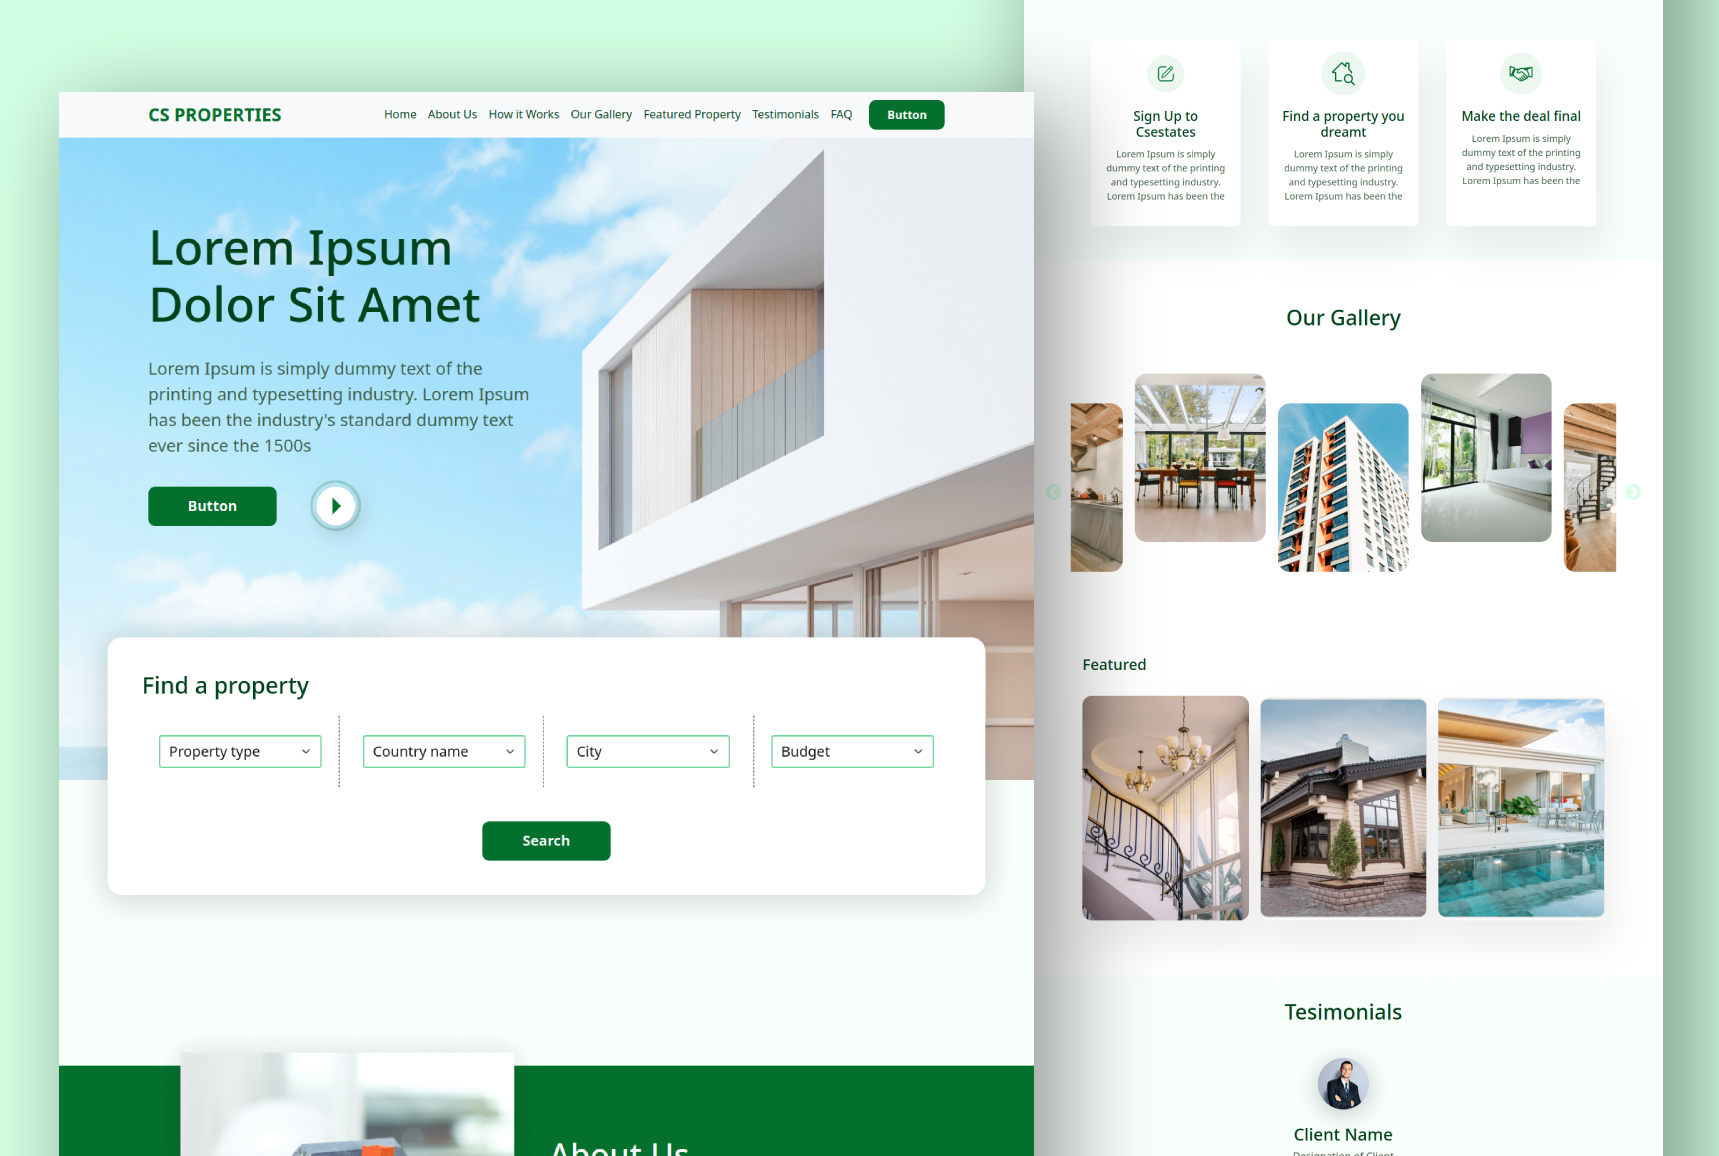 CS PROPERTIES
Home About Us How it Works Our Gallery Featured Property Testimonials FAQ Button
Lorem Ipsum
Dolor Sit Amet
Lorem Ipsum is simply dummy text of the
printing and typesetting industry. Lorem Ipsum
has been the industry's standard dummy text
ever since the 1500s
Button
Find a property
Property type Country name City Budget
Search
About Us
Sign Up to
Csestates
Lorem Ipsum is simply
dummy text of the printing
and typesetting industry.
Lorem Ipsum has been the
Find a property you
dreamt
Lorem Ipsum is simply
dummy text of the printing
and typesetting industry.
Lorem Ipsum has been the
Make the deal final
Lorem Ipsum is simply
dummy text of the printing
and typesetting industry.
Lorem Ipsum has been the
Our Gallery
Featured
Tesimonials
Client Name
Designation of Client